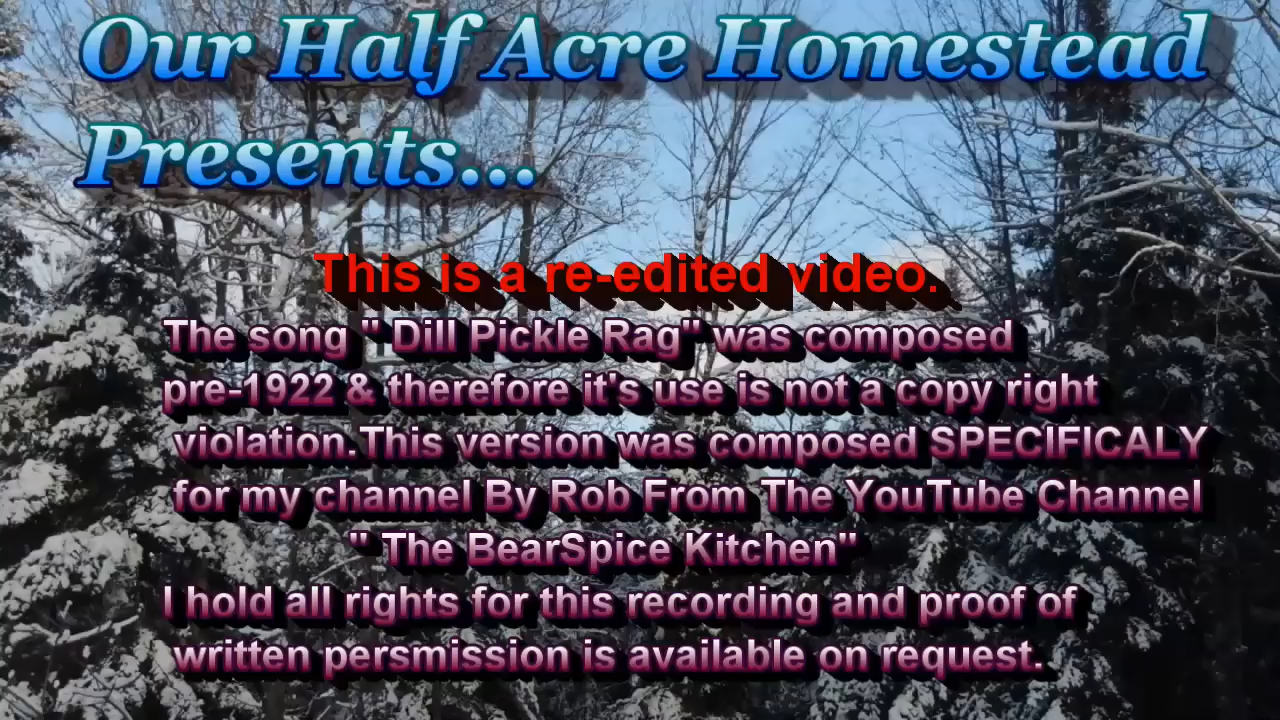 Our Half Acre Homestead
Presents...
This is a re-edited video.
The song " Dill Pickle Rag" was composed
pre-1922 & therefore it's use is not a copy right
violation.This version was composed SPECIFICALY
for my channel By Rob From The YouTube Channel
" The BearSpice Kitchen"
I hold all rights for this recording and proof of
written persmission is available on request.